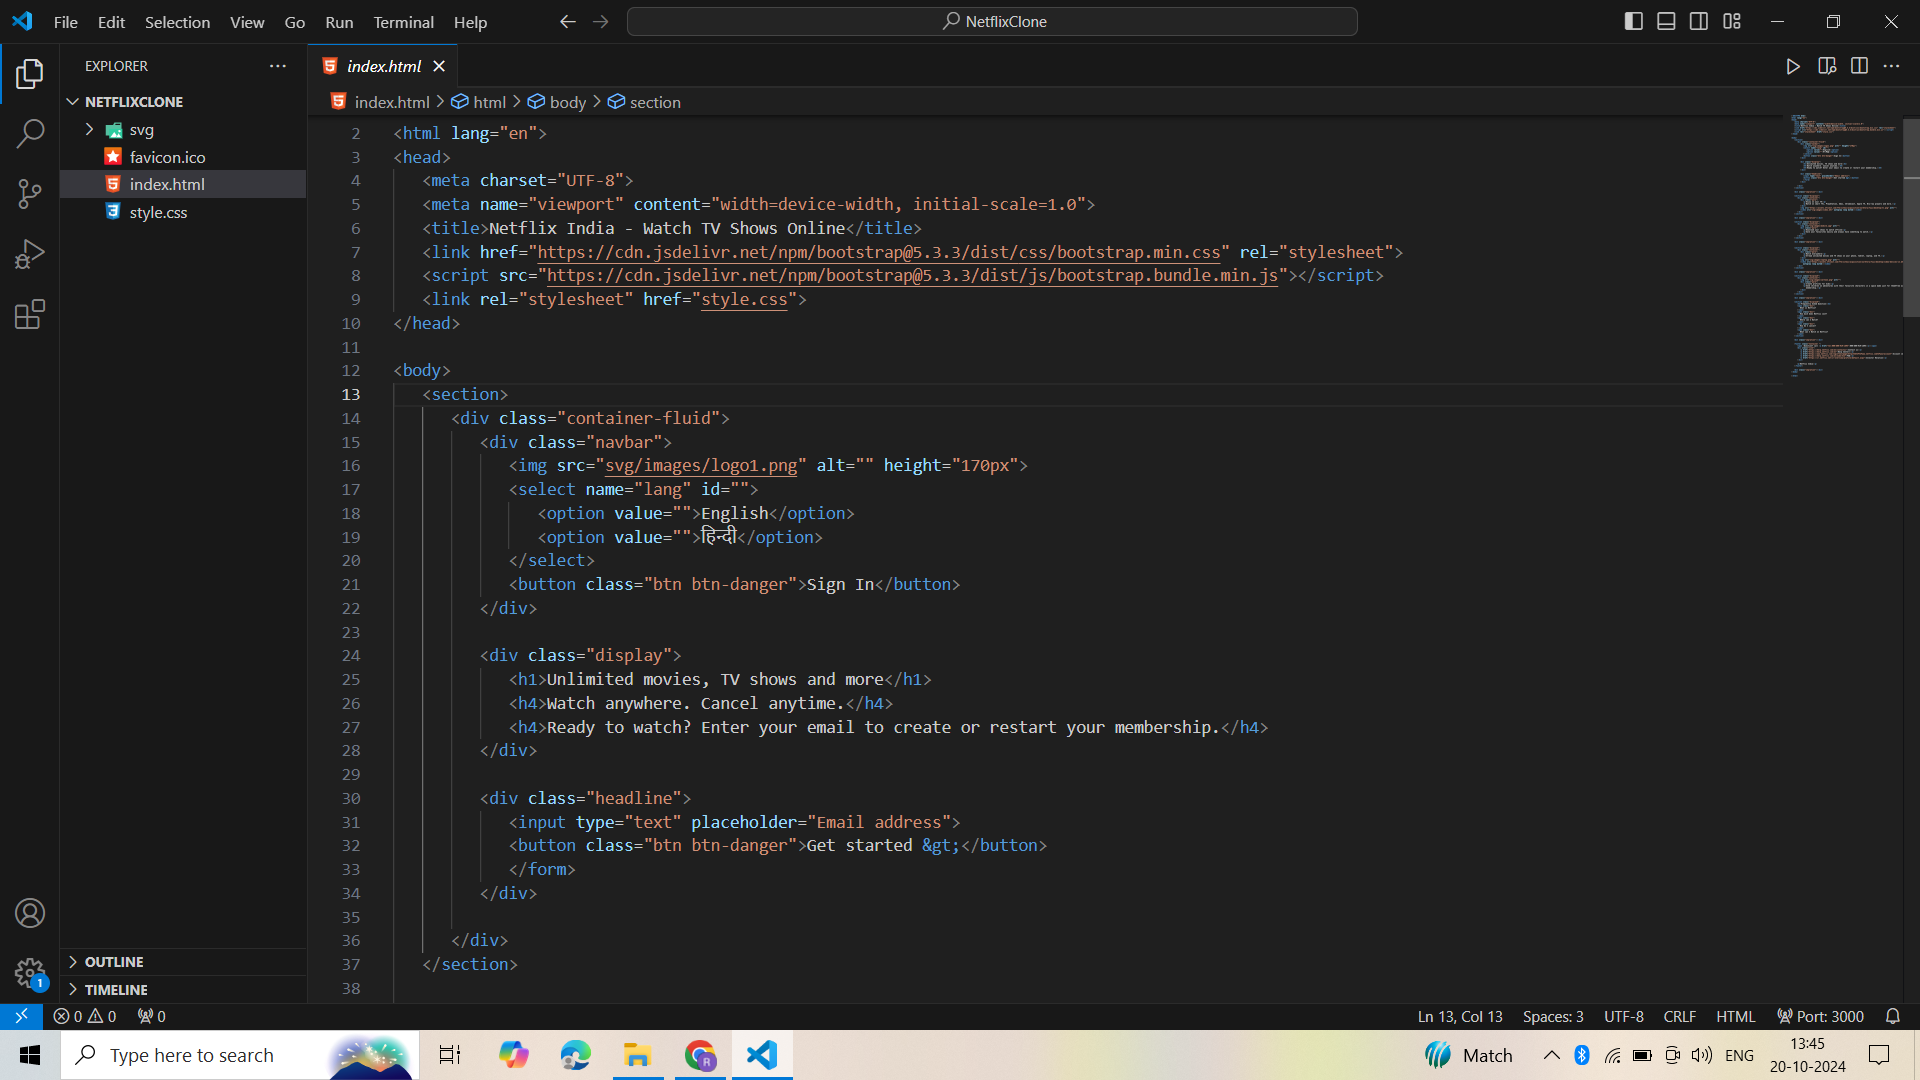 File Edit Selection View Go Run Terminal Help
NetflixClone
EXPLORER
NETFLIXCLONE
svg
favicon.ico
index.html
style.css
OUTLINE
TIMELINE
index.html
index.html > html > body > section
2 <html lang="en">
3 <head>
4 <meta charset="UTF-8">
5 <meta name="viewport" content="width=device-width, initial-scale=1.0">
6 <title>Netflix India - Watch TV Shows Online</title>
7 <link href="https://cdn.jsdelivr.net/npm/bootstrap@5.3.3/dist/css/bootstrap.min.css" rel="stylesheet">
8 <script src="https://cdn.jsdelivr.net/npm/bootstrap@5.3.3/dist/js/bootstrap.bundle.min.js"></script>
9 <link rel="stylesheet" href="style.css">
10 </head>
11
12 <body>
13 <section>
14 <div class="container-fluid">
15 <div class="navbar">
16 <img src="svg/images/logo1.png" alt="" height="170px">
17 <select name="lang" id="">
18 <option value="">English</option>
19 <option value="">हिन्दी</option>
20 </select>
21 <button class="btn btn-danger">Sign In</button>
22 </div>
23
24 <div class="display">
25 <h1>Unlimited movies, TV shows and more</h1>
26 <h4>Watch anywhere. Cancel anytime.</h4>
27 <h4>Ready to watch? Enter your email to create or restart your membership.</h4>
28 </div>
29
30 <div class="headline">
31 <input type="text" placeholder="Email address">
32 <button class="btn btn-danger">Get started &gt;</button>
33 </form>
34 </div>
35
36 </div>
37 </section>
38
1
0 0 0
Ln 13, Col 13 Spaces: 3 UTF-8 CRLF HTML Port: 3000
Type here to search
R
Match
ENG
13:45
20-10-2024